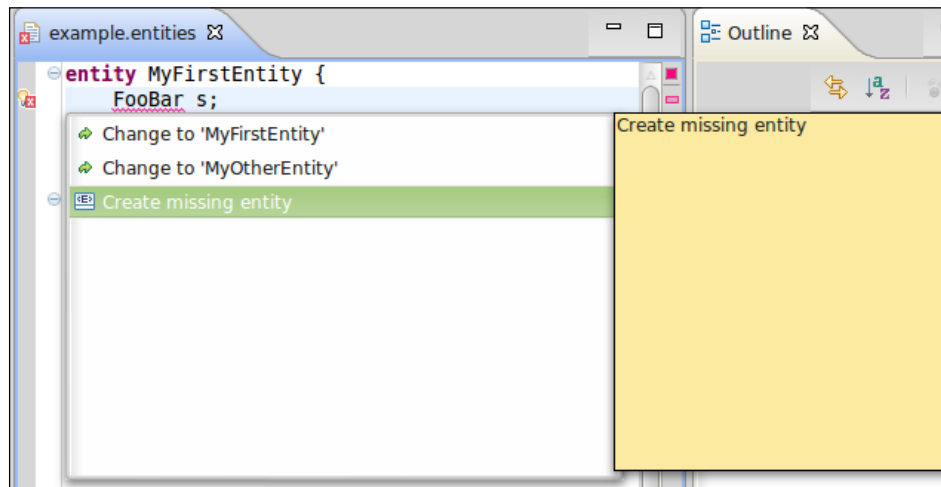 example.entities
Outline
entity MyFirstEntity {
FooBar s;
Change to 'MyFirstEntity'
Change to 'MyOtherEntity'
Create missing entity
Create missing entity